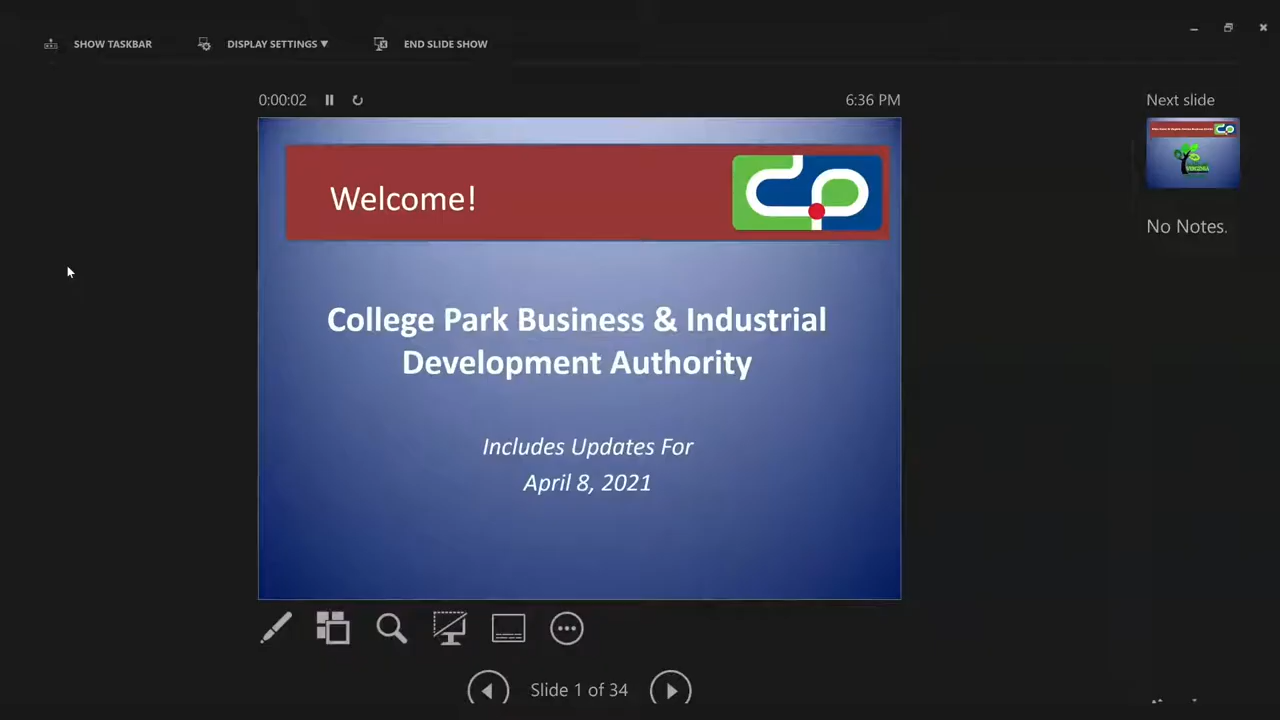 SHOW TASKBAR
DISPLAY SETTINGS ▼
END SLIDE SHOW
0:00:02
6:36 PM
Next slide
Welcome!
cp
College Park Business & Industrial
Development Authority
Includes Updates For
April 8, 2021
No Notes.
Slide 1 of 34